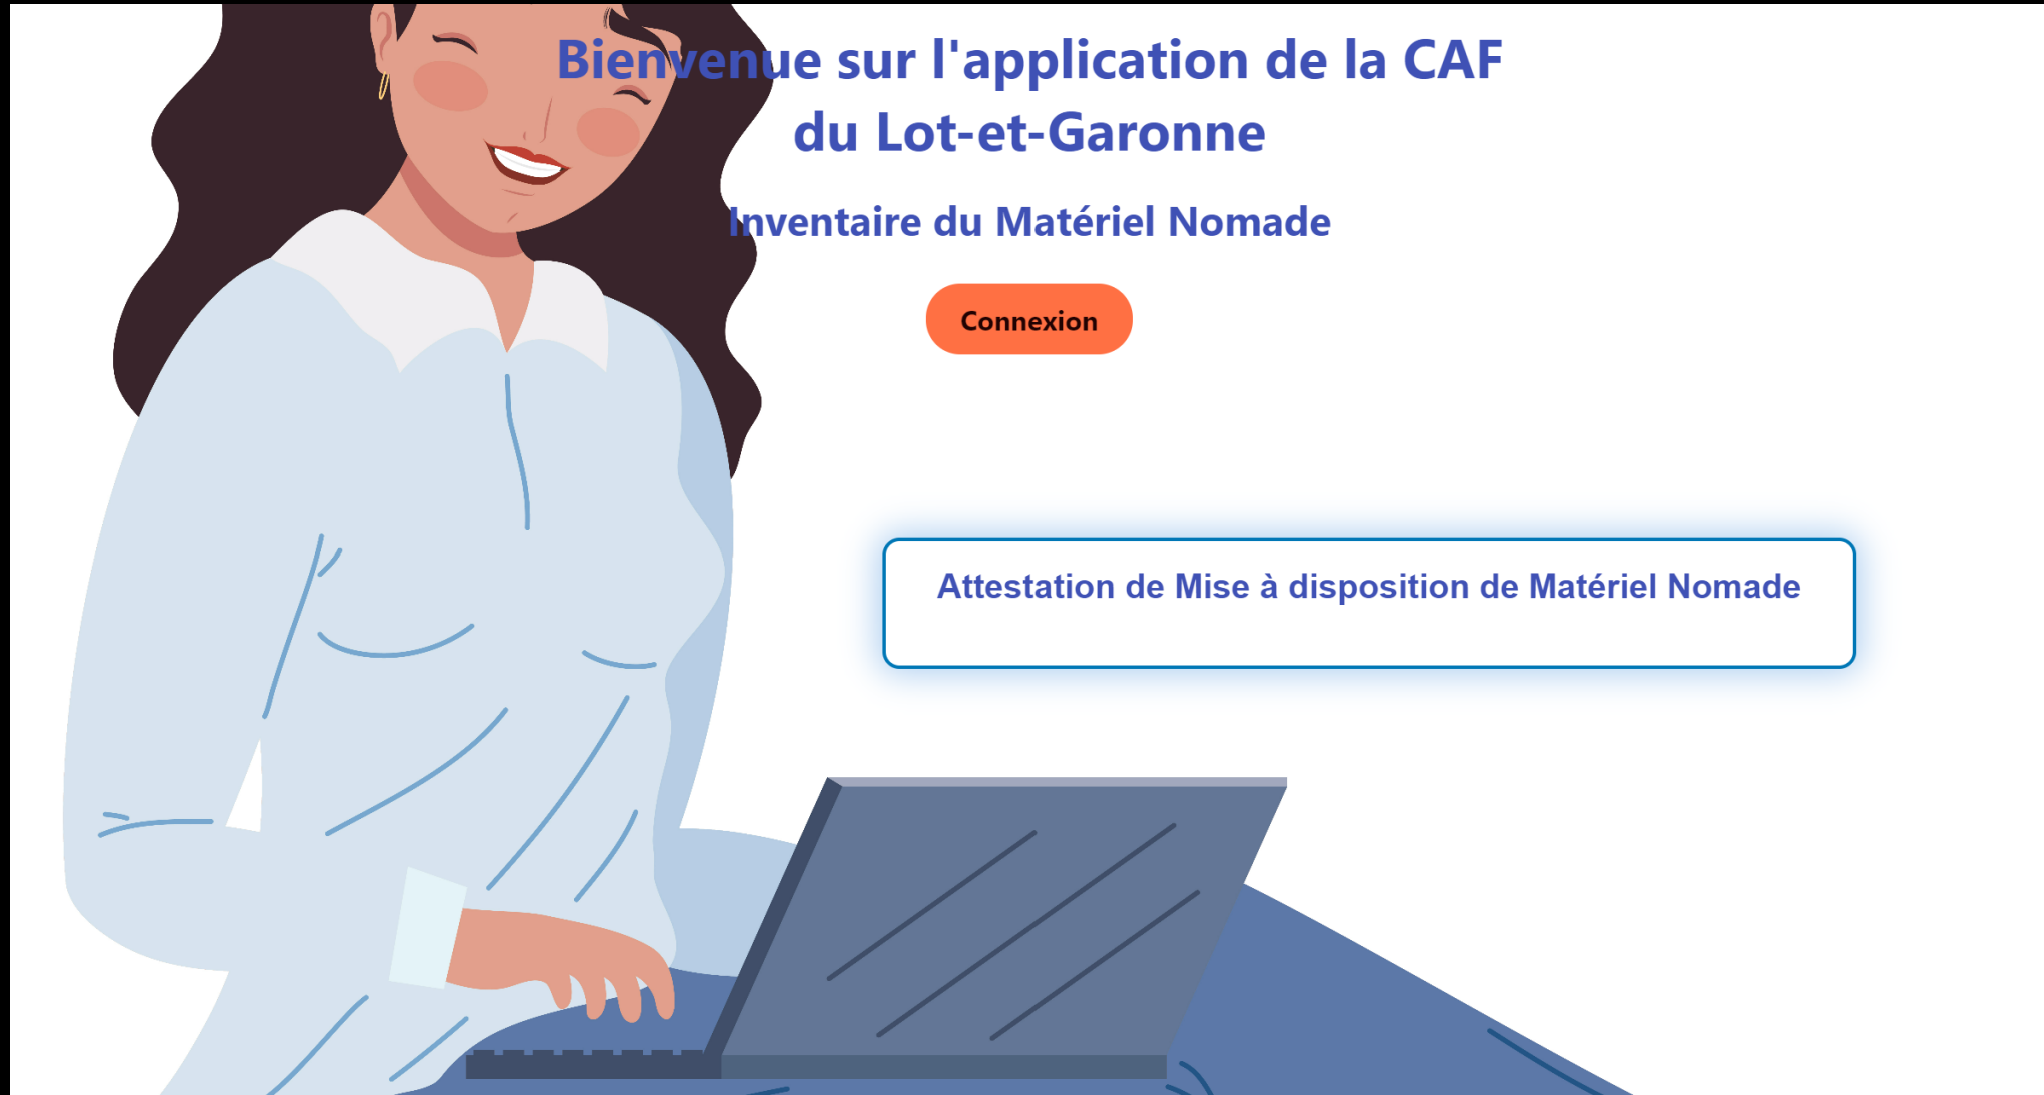 Bienvenue sur l'application de la CAF
du Lot-et-Garonne
Inventaire du Matériel Nomade
Connexion
Attestation de Mise à disposition de Matériel Nomade